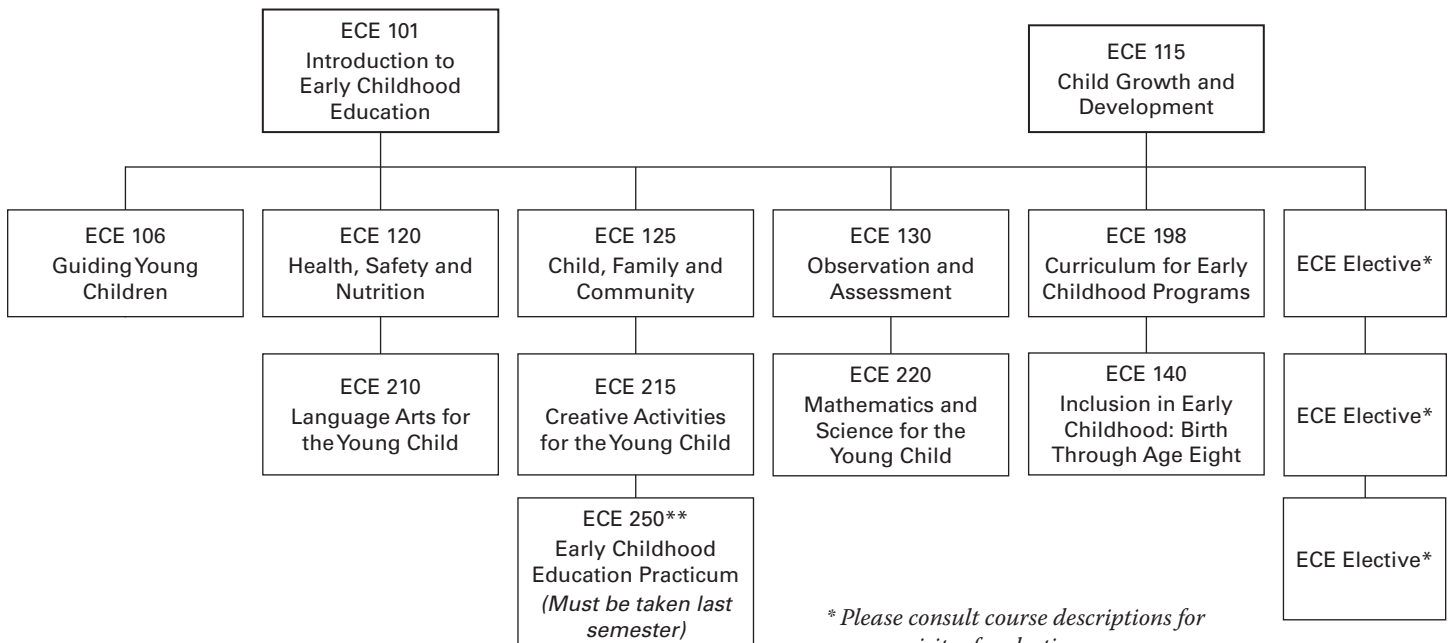 ECE 101
Introduction to
Early Childhood
Education
ECE 115
Child Growth and
Development
ECE 106
Guiding Young
Children
ECE 120
Health, Safety and
Nutrition
ECE 125
Child, Family and
Community
ECE 130
Observation and
Assessment
ECE 198
Curriculum for Early
Childhood Programs
ECE Elective*
ECE 210
Language Arts for
the Young Child
ECE 215
Creative Activities
for the Young Child
ECE 220
Mathematics and
Science for the
Young Child
ECE 140
Inclusion in Early
Childhood: Birth
Through Age Eight
ECE Elective*
ECE 250**
Early Childhood
Education Practicum
(Must be taken last
semester)
ECE Elective*
* Please consult course descriptions for